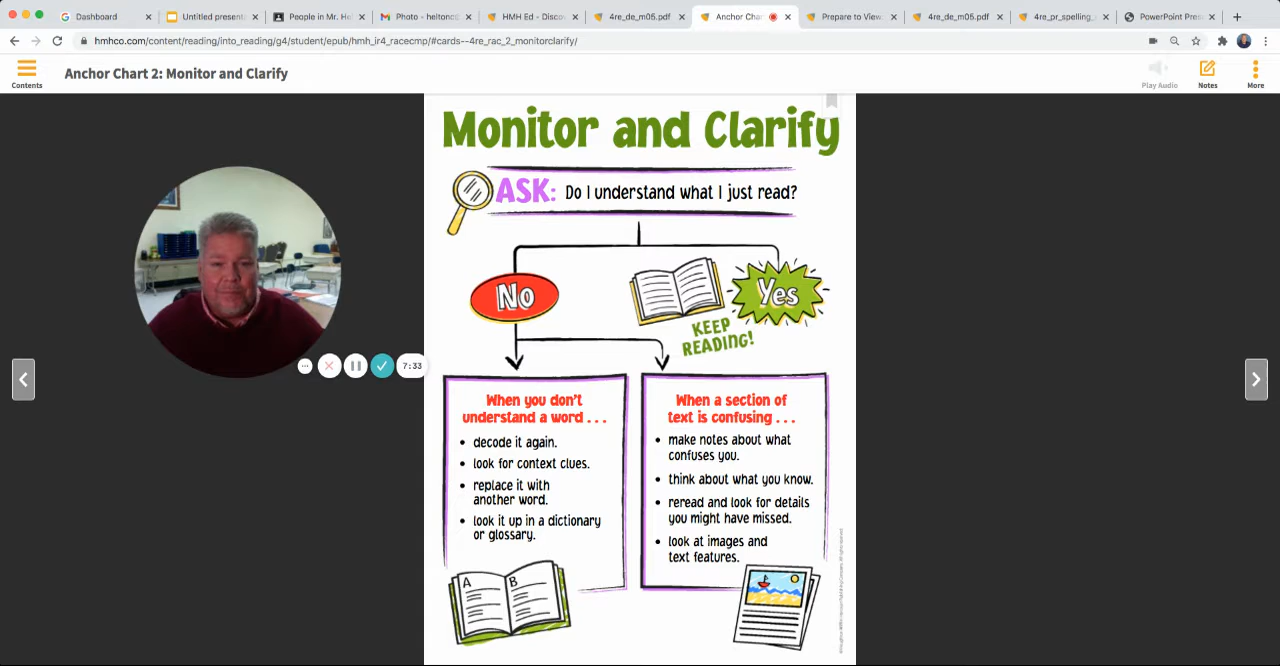 Dashboard
Untitled present
People in Mr. He
Photo - heltonco
HMH Ed - Discov
4re_de_m05.pdf
Anchor Char
Prepare to View
4re_de_m05.pdf
4re_pr_spelling_
PowerPoint Pres
hmhco.com/content/reading/into_reading/g4/student/epub/hmh_ir4_racecmp/#cards--4re_rac_2_monitorclarify/
Contents
Anchor Chart 2: Monitor and Clarify
Play Audio
Notes
More
Monitor and Clarify
ASK: Do I understand what I just read?
No
Yes
KEEP
READING!
7:33
When you don't
understand a word . . .
• decode it again.
• look for context clues.
• replace it with
another word.
• look it up in a dictionary
or glossary.
When a section of
text is confusing . . .
• make notes about what
confuses you.
• think about what you know.
• reread and look for details
you might have missed.
• look at images and
text features.
A
B